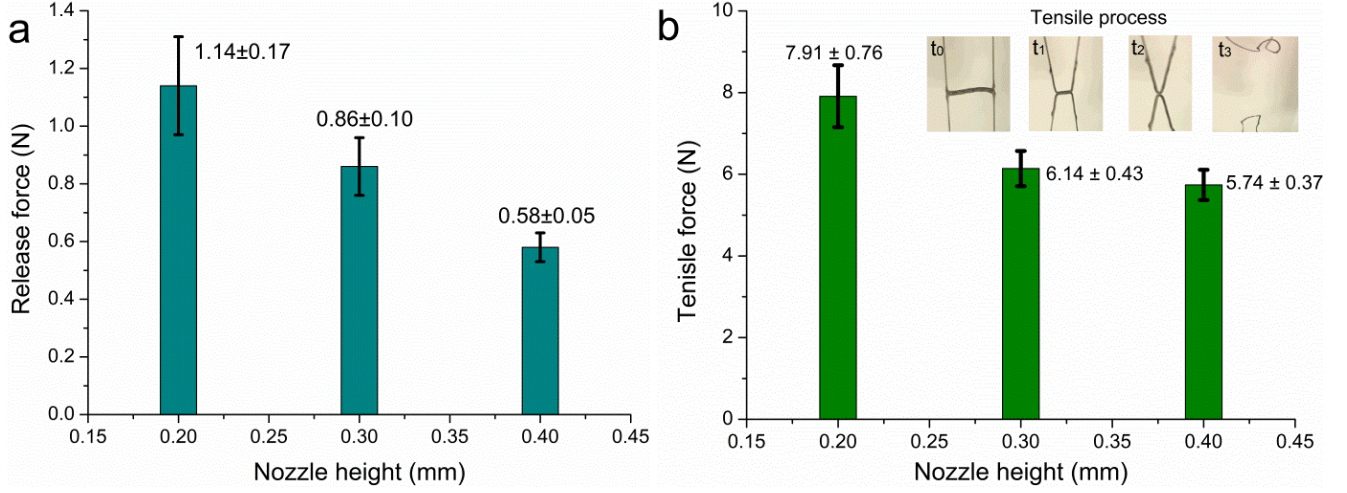 a
1.4
1.2
1.0
0.8
0.6
0.4
0.2
0.0
Release force (N)
1.14±0.17
0.86±0.10
0.58±0.05
0.15 0.20 0.25 0.30 0.35 0.40 0.45
Nozzle height (mm)
b
10
8
6
4
2
0
Tenisle force (N)
Tensile process
t0 t1 t2 t3
7.91 ± 0.76
6.14 ± 0.43
5.74 ± 0.37
0.15 0.20 0.25 0.30 0.35 0.40 0.45
Nozzle height (mm)